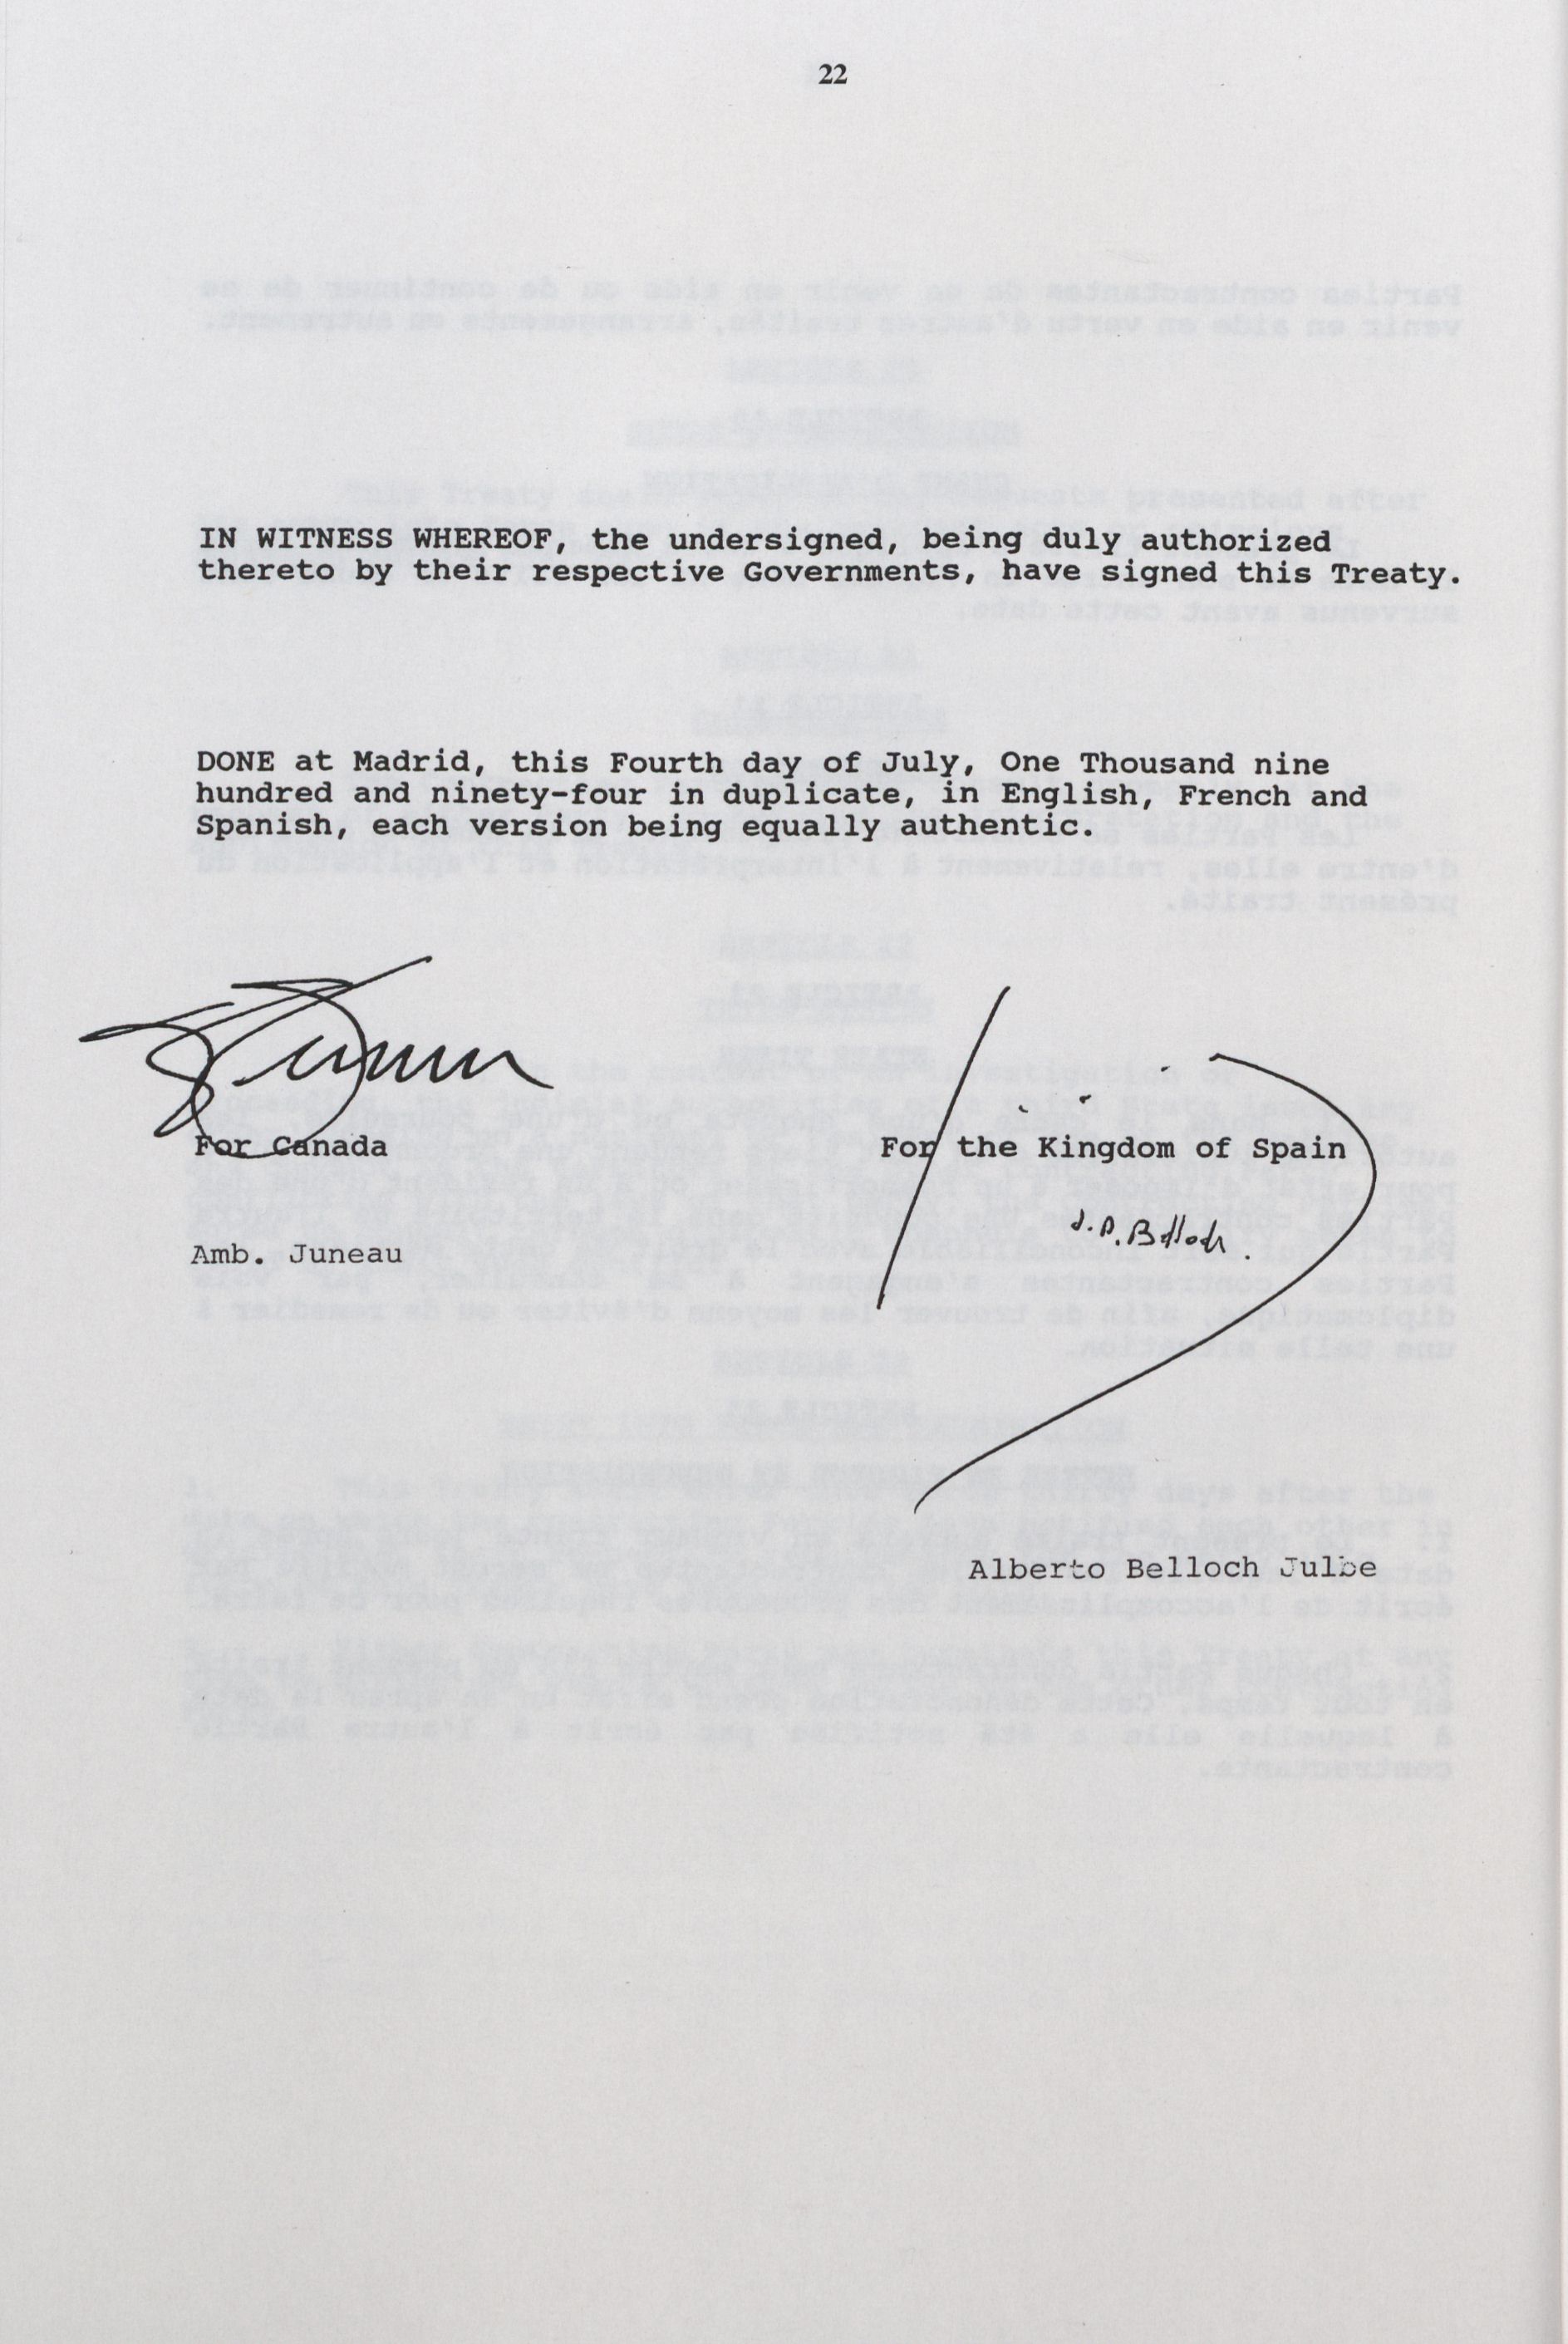 22
IN WITNESS WHEREOF, the undersigned, being duly authorized
thereto by their respective Governments, have signed this Treaty.
DONE at Madrid, this Fourth day of July, One Thousand nine
hundred and ninety-four in duplicate, in English, French and
Spanish, each version being equally authentic.
For Canada
For the Kingdom of Spain
Amb. Juneau
J.A. Belloch.
Alberto Belloch Julbe